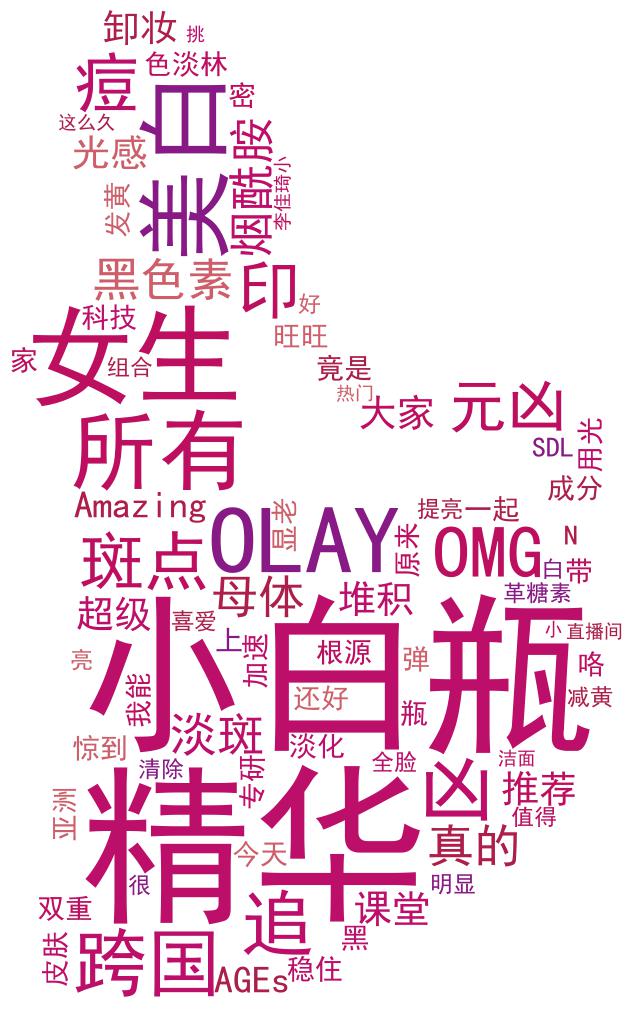 卸妆
挑
痘
色淡林
美白
密
这么久
光感
烟酰胺
李佳琦小
发黄
黑色素
印
好
科技
旺旺
女生
家
组合
竟是
热门
大家
元凶
所有
用光
SDL
成分
Amazing
显老
OLAY
提亮
一起
原来
OMG
N
斑点
白
带
母体
堆积
革糖素
超级
喜爱
小白瓶
上
加速
根源
小
直播间
亮
弹
咯
我能
还好
瓶
减黄
淡斑
淡化
惊到
清除
专研
全脸
洁面
凶
推荐
亚洲
值得
精华
今天
真的
很
明显
双重
追
课堂
黑
皮肤
跨国
AGEs
稳住